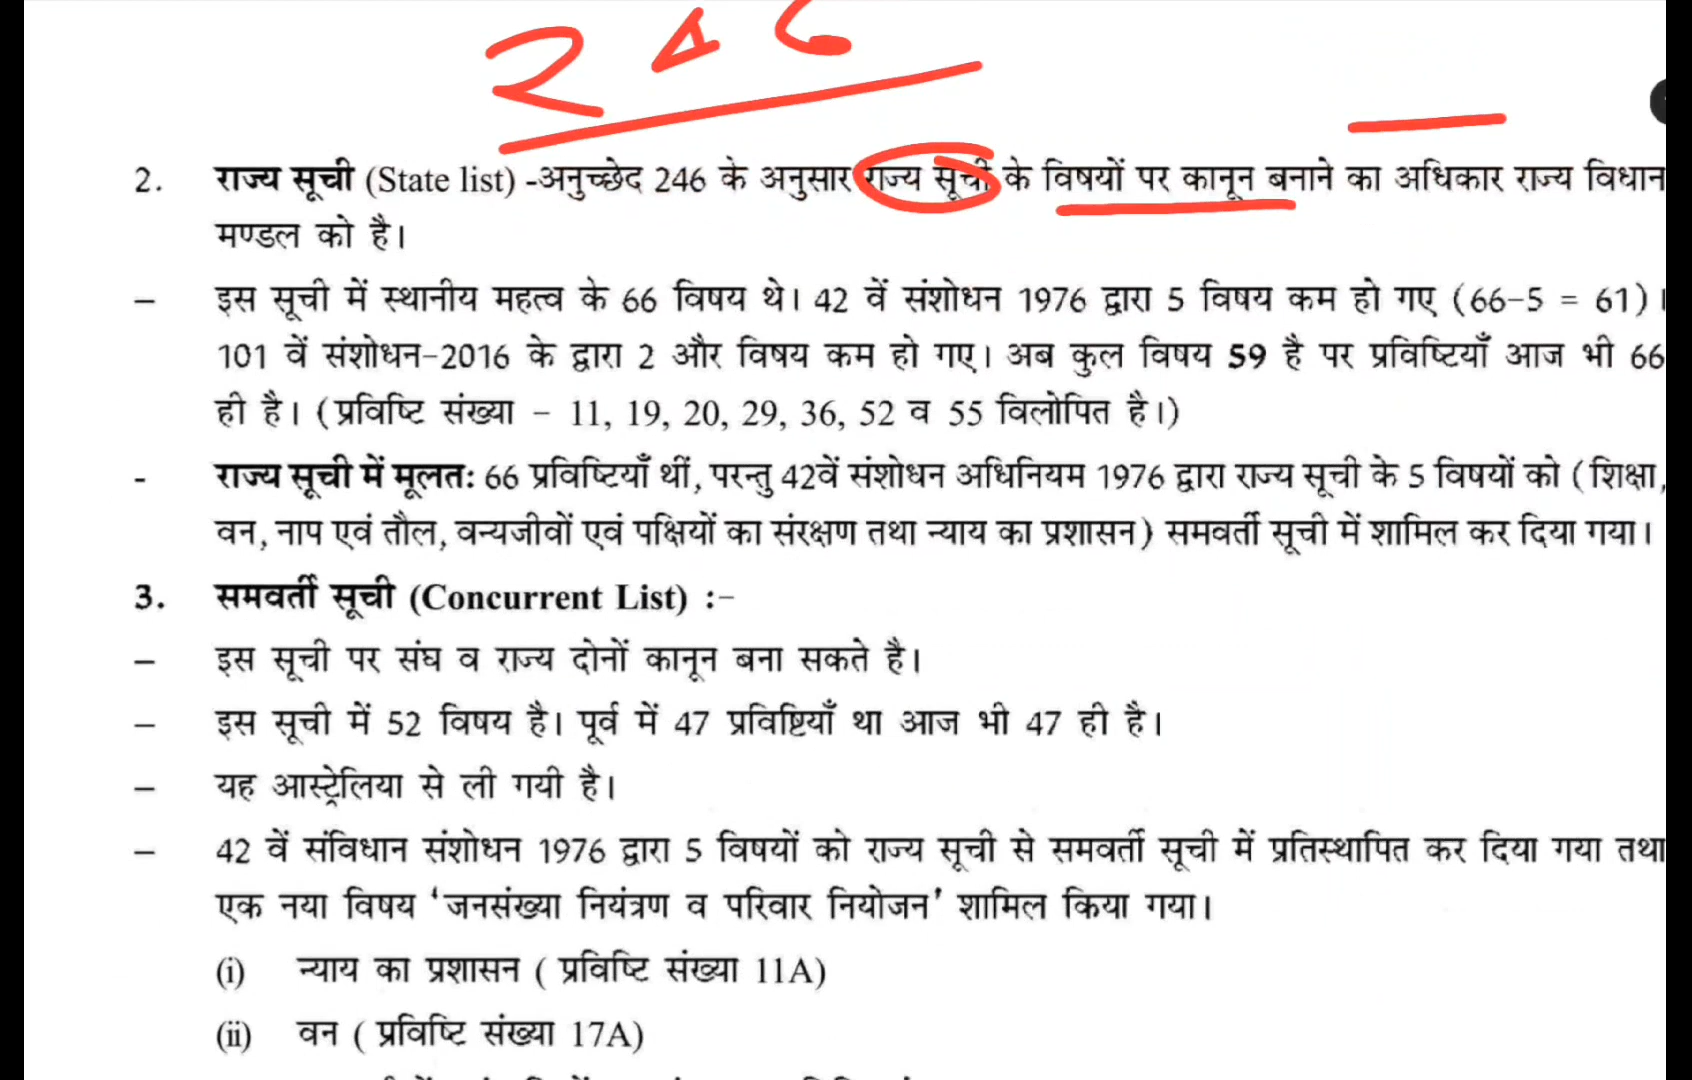 246
2. राज्य सूची (State list) -अनुच्छेद 246 के अनुसार राज्य सूची के विषयों पर कानून बनाने का अधिकार राज्य विधान
मण्डल को है।
– इस सूची में स्थानीय महत्व के 66 विषय थे। 42 वें संशोधन 1976 द्वारा 5 विषय कम हो गए (66-5 = 61)।
101 वें संशोधन-2016 के द्वारा 2 और विषय कम हो गए। अब कुल विषय 59 है पर प्रविष्टियाँ आज भी 66
ही है। (प्रविष्टि संख्या – 11, 19, 20, 29, 36, 52 व 55 विलोपित है।)
- राज्य सूची में मूलतः 66 प्रविष्टियाँ थीं, परन्तु 42वें संशोधन अधिनियम 1976 द्वारा राज्य सूची के 5 विषयों को (शिक्षा,
वन, नाप एवं तौल, वन्यजीवों एवं पक्षियों का संरक्षण तथा न्याय का प्रशासन) समवर्ती सूची में शामिल कर दिया गया।
3. समवर्ती सूची (Concurrent List) :–
– इस सूची पर संघ व राज्य दोनों कानून बना सकते है।
– इस सूची में 52 विषय है। पूर्व में 47 प्रविष्टियाँ था आज भी 47 ही है।
– यह आस्ट्रेलिया से ली गयी है।
– 42 वें संविधान संशोधन 1976 द्वारा 5 विषयों को राज्य सूची से समवर्ती सूची में प्रतिस्थापित कर दिया गया तथा
एक नया विषय ‘जनसंख्या नियंत्रण व परिवार नियोजन’ शामिल किया गया।
(i) न्याय का प्रशासन ( प्रविष्टि संख्या 11A)
(ii) वन ( प्रविष्टि संख्या 17A)